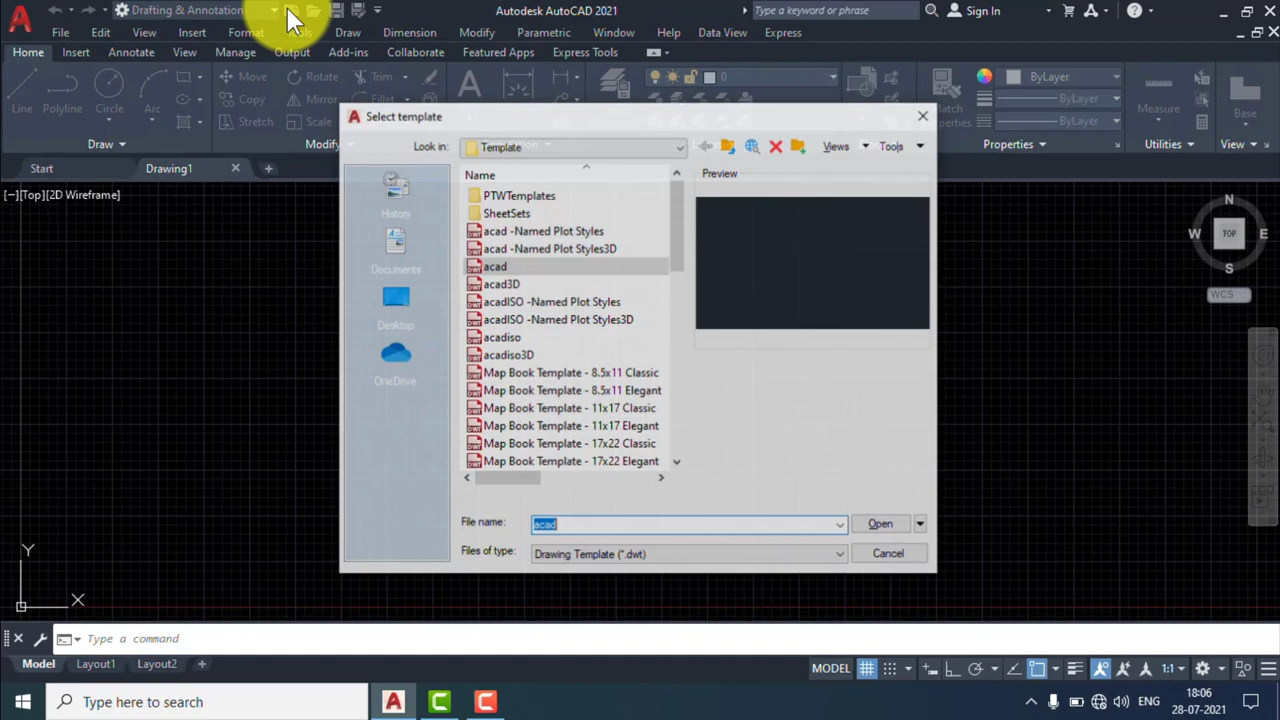 Drafting & Annotation
Autodesk AutoCAD 2021
Type a keyword or phrase
Sign In
File Edit View Insert Format Tools Draw Dimension Modify Parametric Window Help Data View Express
Home Insert Annotate View Manage Output Add-ins Collaborate Featured Apps Express Tools
Line
Polyline
Circle
Arc
Move
Rotate
Trim
Copy
Mirror
Fillet
Stretch
Scale
0
Match
Properties
ByLayer
ByLayer
ByLayer
Measure
Base
Draw
Properties
Utilities
View
Start
Drawing1
[−][Top][2D Wireframe]
N
W
TOP
E
S
WCS
Select template
Look in:
Template
Views
Tools
History
Documents
Desktop
OneDrive
Name
PTWTemplates
SheetSets
acad -Named Plot Styles
acad -Named Plot Styles3D
acad
acad3D
acadISO -Named Plot Styles
acadISO -Named Plot Styles3D
acadiso
acadiso3D
Map Book Template - 8.5x11 Classic
Map Book Template - 8.5x11 Elegant
Map Book Template - 11x17 Classic
Map Book Template - 11x17 Elegant
Map Book Template - 17x22 Classic
Map Book Template - 17x22 Elegant
Preview
File name:
acad
Open
Files of type:
Drawing Template (*.dwt)
Cancel
Y
X
Type a command
Model Layout1 Layout2
MODEL
1:1
Type here to search
ENG
18:06
28-07-2021